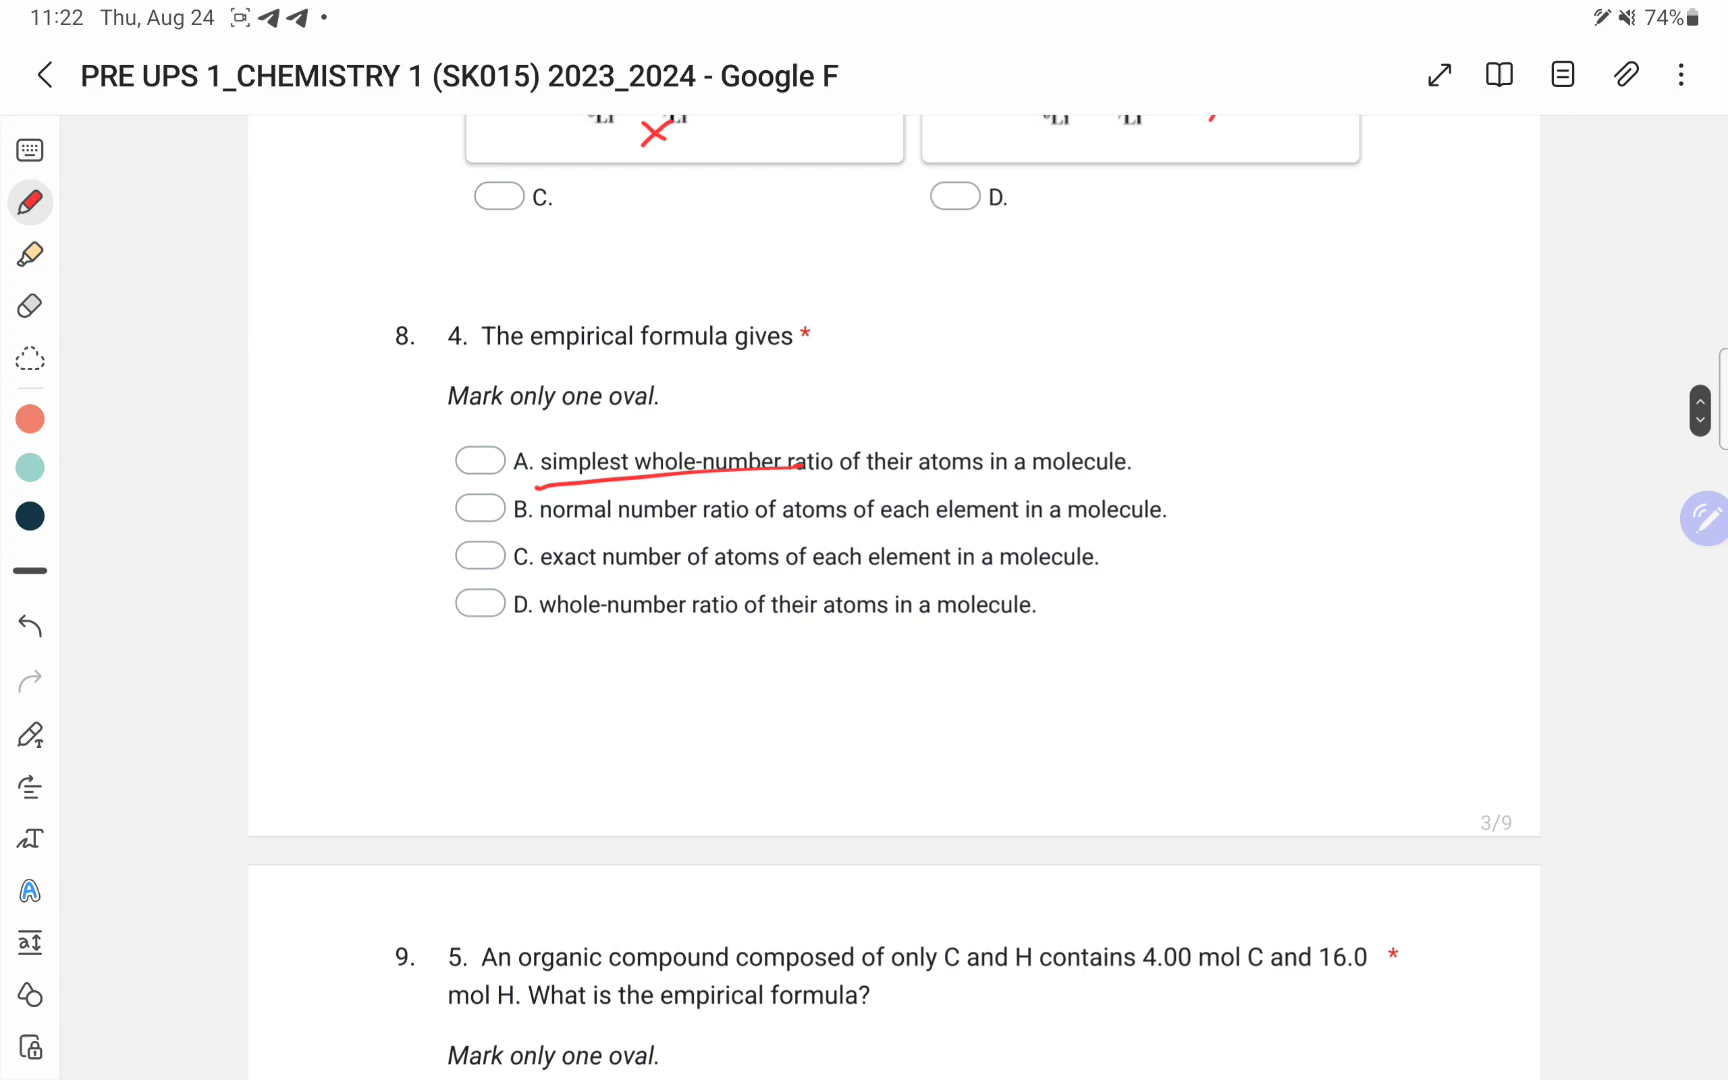 11:22 Thu, Aug 24
74%
PRE UPS 1_CHEMISTRY 1 (SK015) 2023_2024 - Google F
C.
D.
8. 4. The empirical formula gives *
Mark only one oval.
A. simplest whole-number ratio of their atoms in a molecule.
B. normal number ratio of atoms of each element in a molecule.
C. exact number of atoms of each element in a molecule.
D. whole-number ratio of their atoms in a molecule.
3/9
9. 5. An organic compound composed of only C and H contains 4.00 mol C and 16.0 *
mol H. What is the empirical formula?
Mark only one oval.